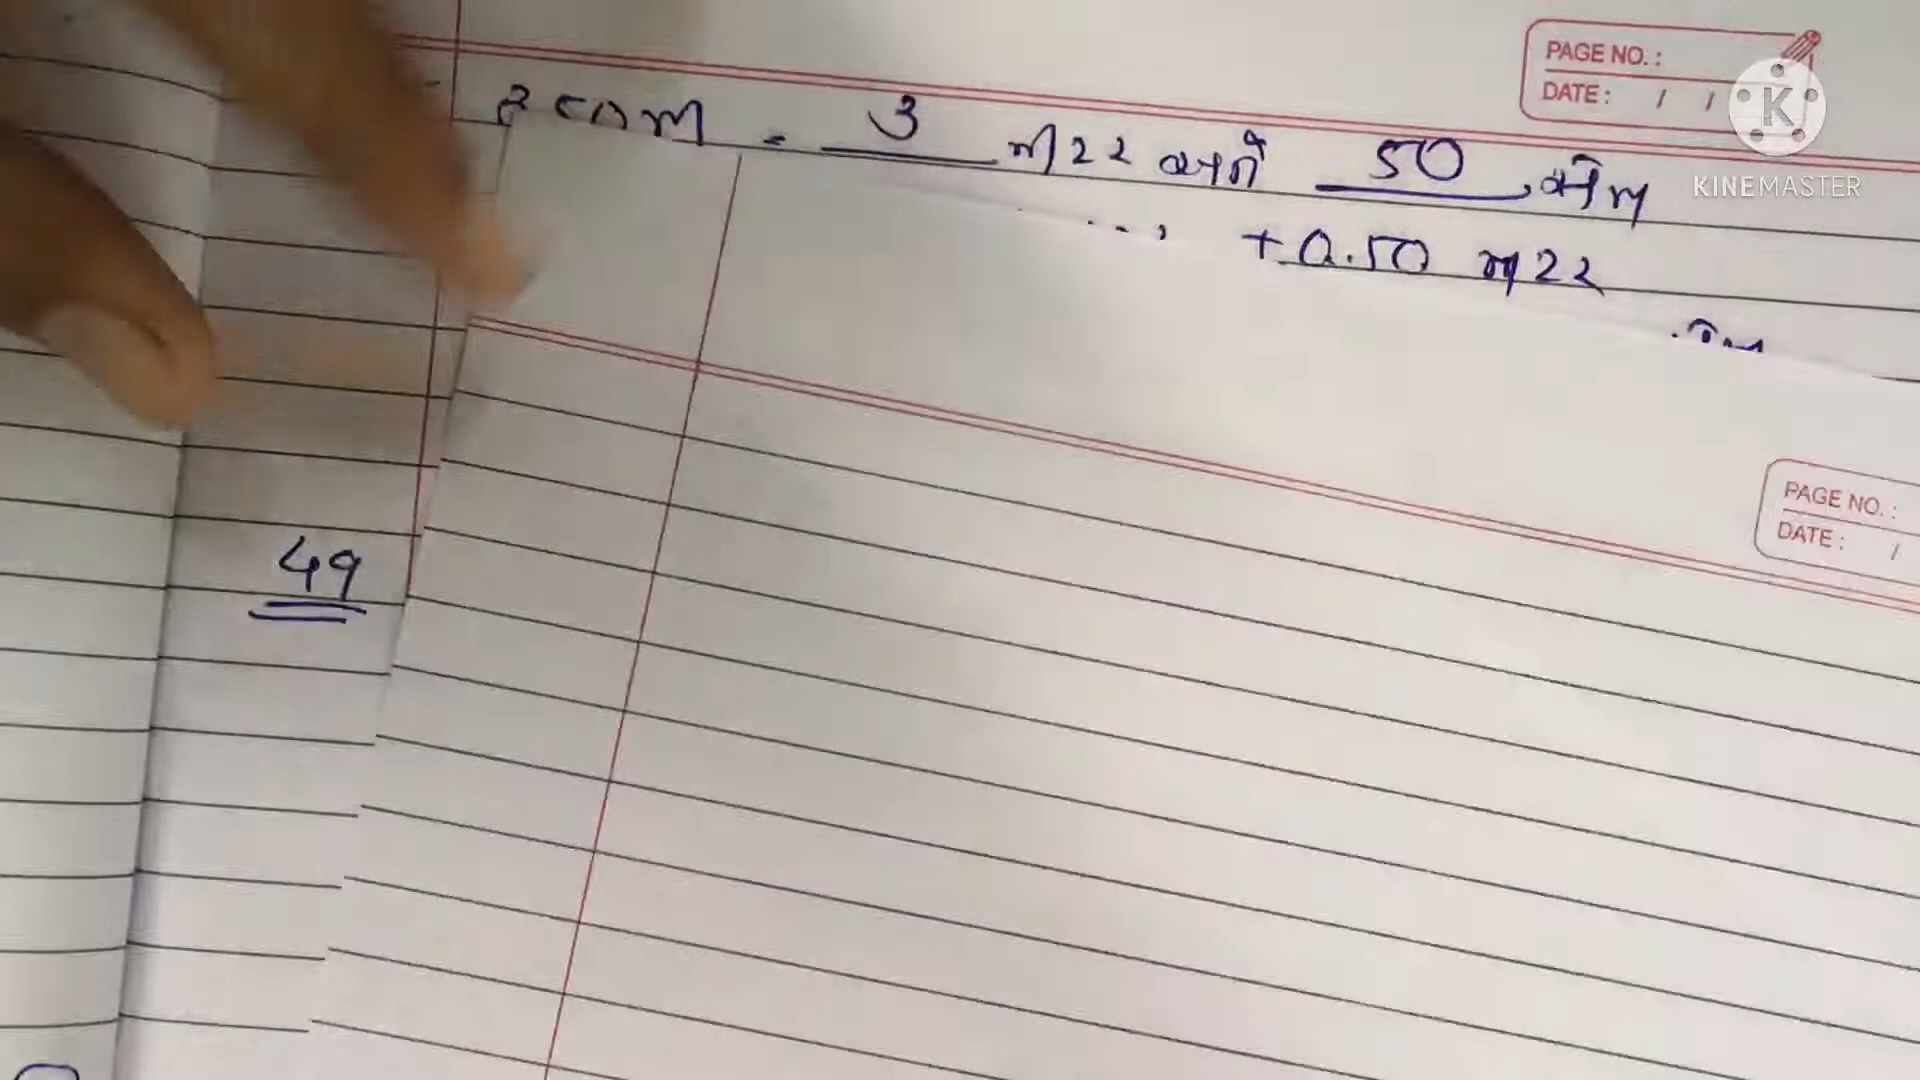 PAGE NO. :
DATE : / /
KINEMASTER
= 3 મીટર અને 50 સેમી
+ 0.50 મીટર
PAGE NO. :
DATE : /
49